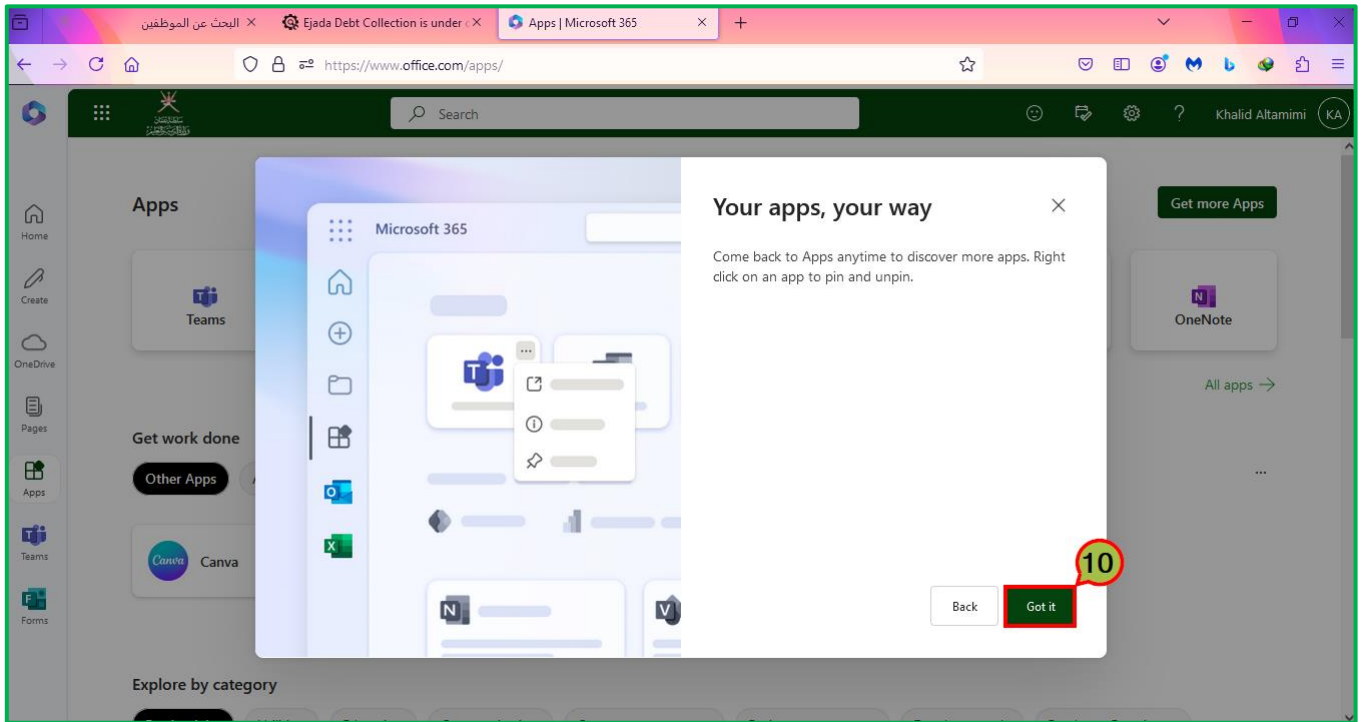 البحث عن الموظفين
Ejada Debt Collection is under c
Apps | Microsoft 365
https://www.office.com/apps/
Search
Khalid Altamimi
KA
Home
Create
OneDrive
Pages
Apps
Teams
Forms
Apps
Get more Apps
Teams
OneNote
All apps →
Get work done
Other Apps
Canva
Canva
Explore by category
Microsoft 365
Your apps, your way
Come back to Apps anytime to discover more apps. Right
click on an app to pin and unpin.
Back
Got it
10